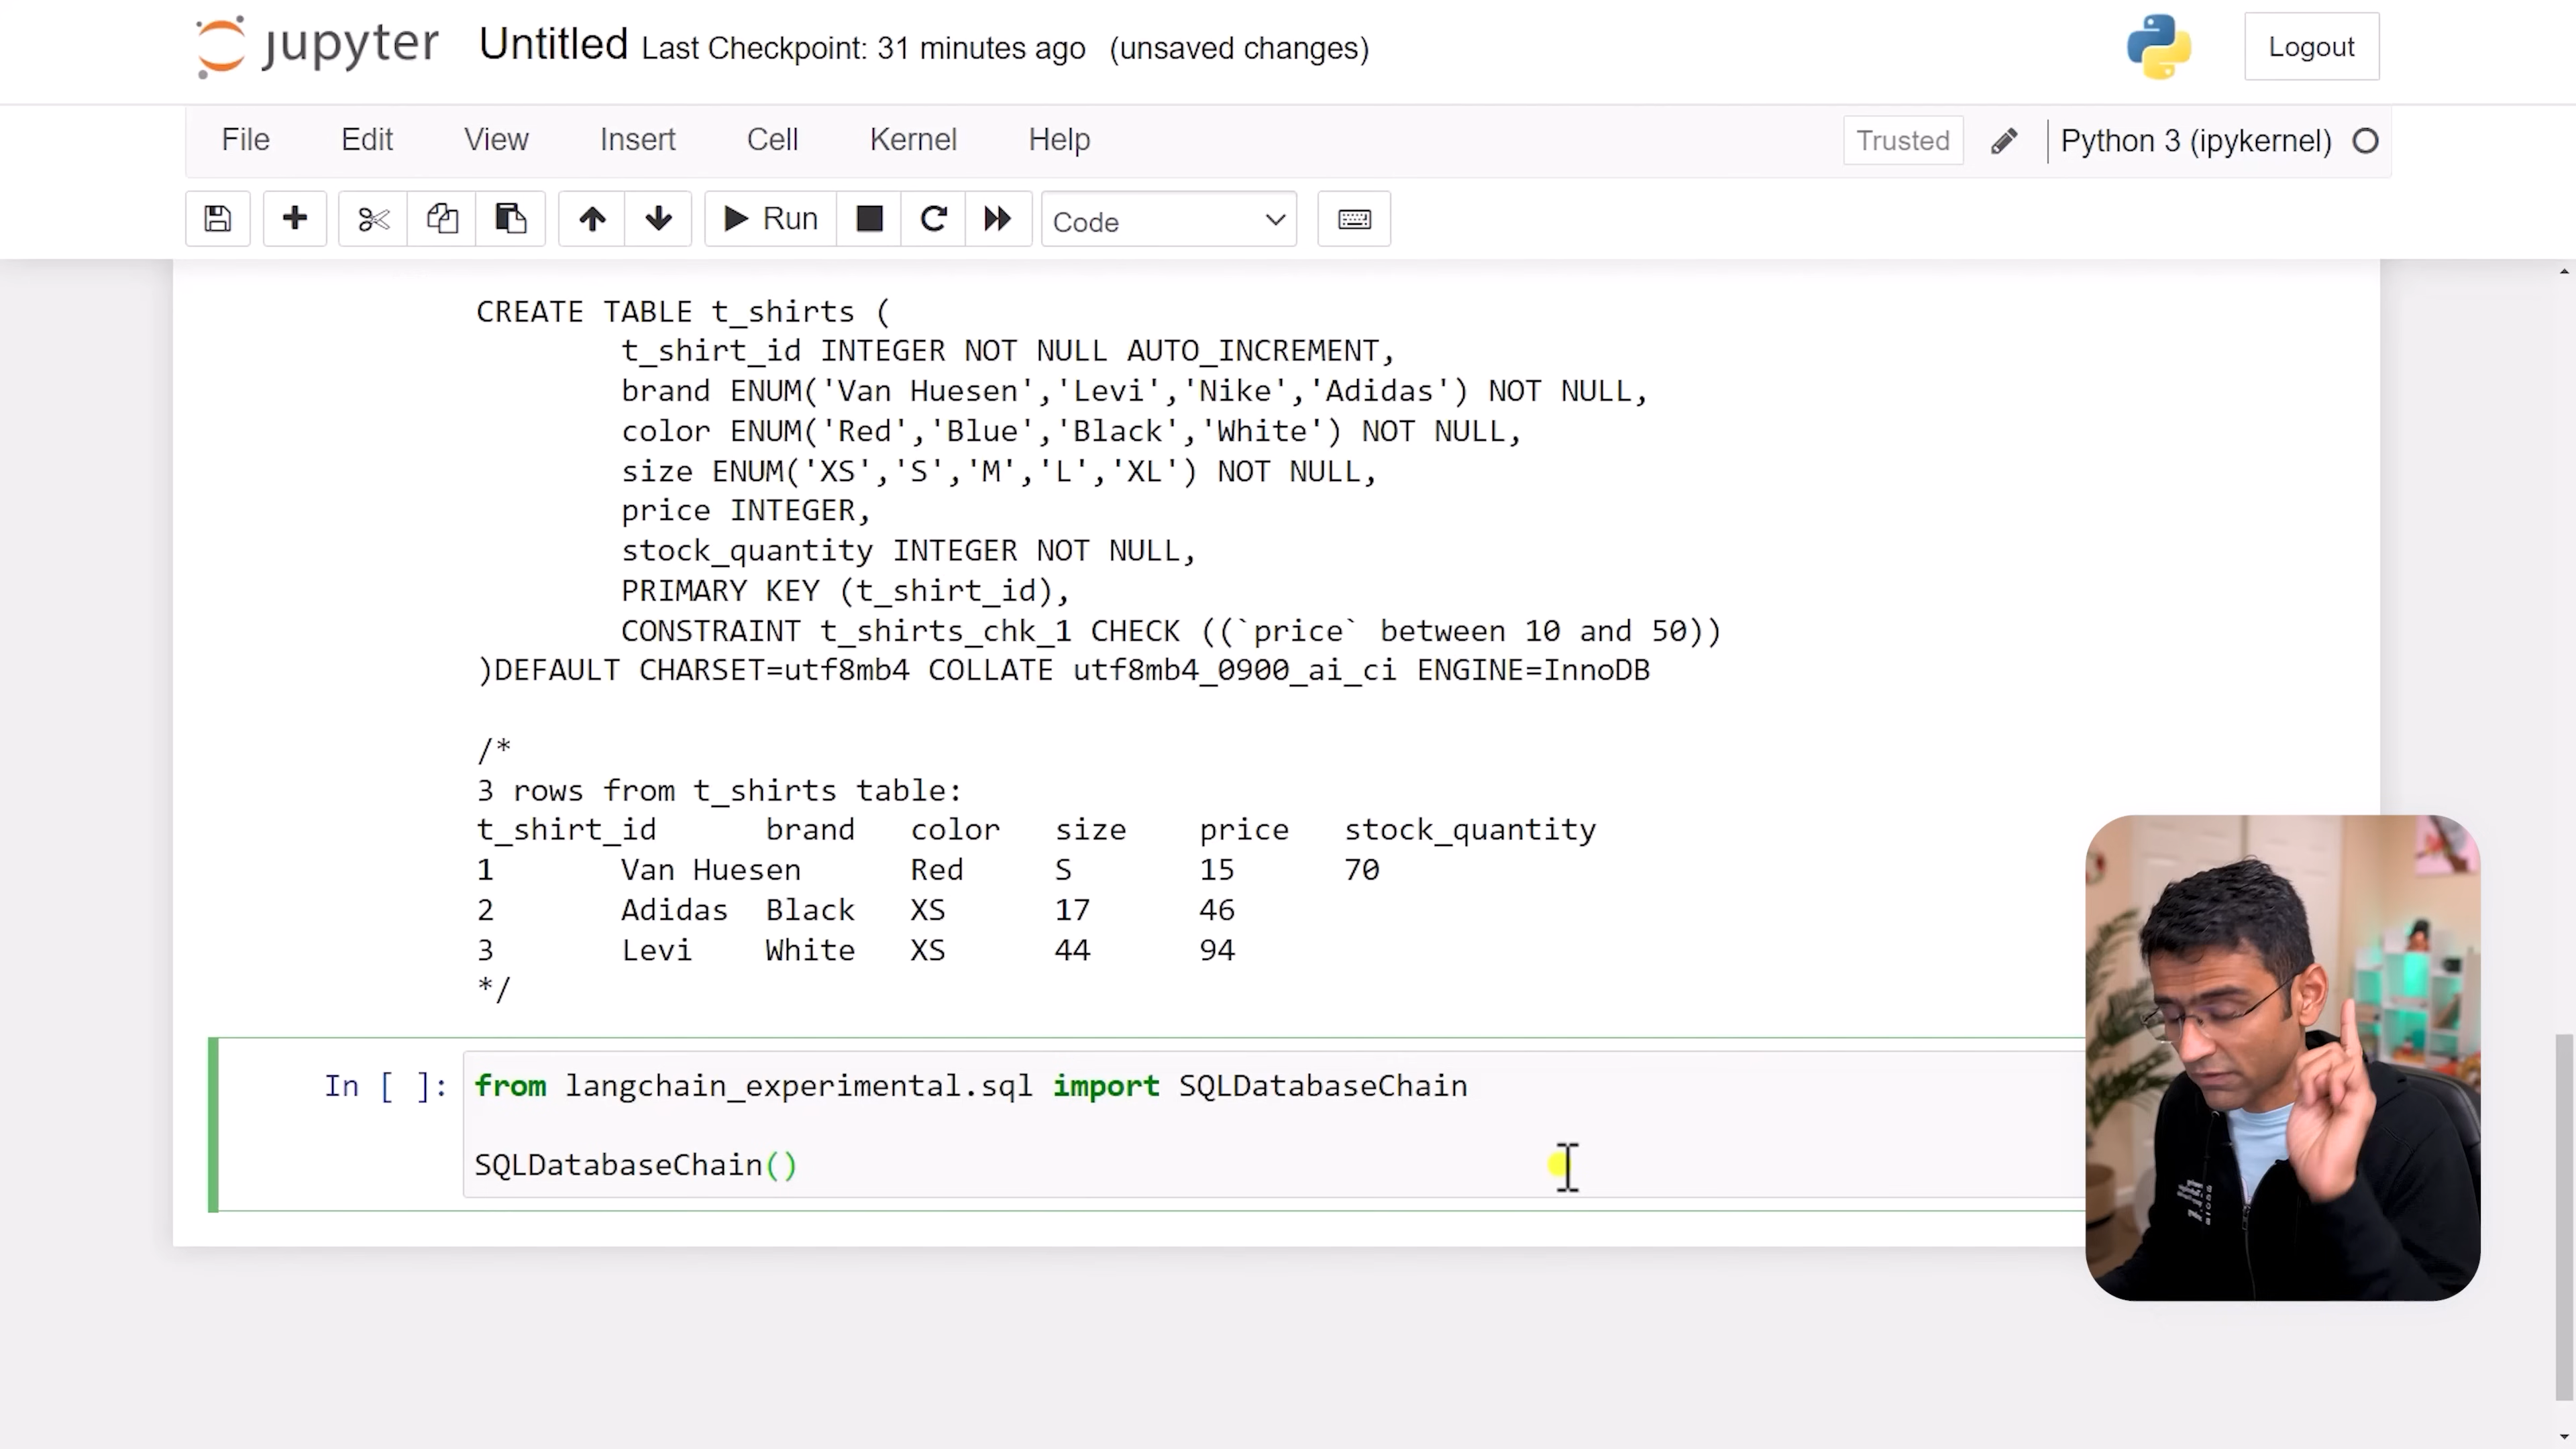 jupyter Untitled Last Checkpoint: 31 minutes ago (unsaved changes) Logout
File Edit View Insert Cell Kernel Help Trusted Python 3 (ipykernel)
Run Code
CREATE TABLE t_shirts (
t_shirt_id INTEGER NOT NULL AUTO_INCREMENT,
brand ENUM('Van Huesen','Levi','Nike','Adidas') NOT NULL,
color ENUM('Red','Blue','Black','White') NOT NULL,
size ENUM('XS','S','M','L','XL') NOT NULL,
price INTEGER,
stock_quantity INTEGER NOT NULL,
PRIMARY KEY (t_shirt_id),
CONSTRAINT t_shirts_chk_1 CHECK ((`price` between 10 and 50))
)DEFAULT CHARSET=utf8mb4 COLLATE utf8mb4_0900_ai_ci ENGINE=InnoDB
/*
3 rows from t_shirts table:
t_shirt_id brand color size price stock_quantity
1 Van Huesen Red S 15 70
2 Adidas Black XS 17 46
3 Levi White XS 44 94
*/
In [ ]: from langchain_experimental.sql import SQLDatabaseChain
SQLDatabaseChain()